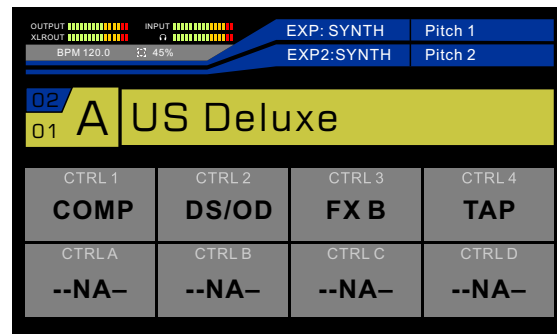 OUTPUT INPUT EXP: SYNTH Pitch 1
XLROUT
BPM 120.0 45% EXP2:SYNTH Pitch 2
02/
01 A US Deluxe
CTRL 1 CTRL 2 CTRL 3 CTRL 4
COMP DS/OD FX B TAP
CTRL A CTRL B CTRL C CTRL D
--NA– --NA– --NA– --NA–